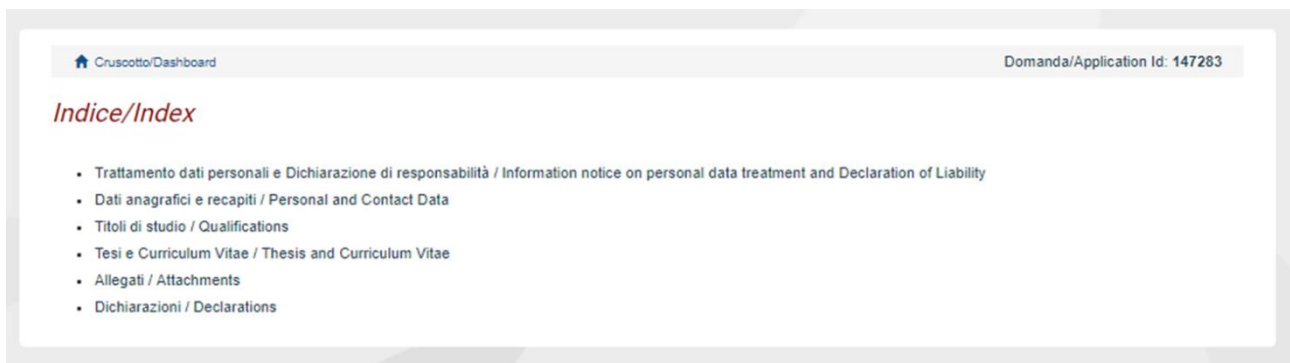 Cruscotto/Dashboard Domanda/Application Id: 147283
Indice/Index
Trattamento dati personali e Dichiarazione di responsabilità / Information notice on personal data treatment and Declaration of Liability
Dati anagrafici e recapiti / Personal and Contact Data
Titoli di studio / Qualifications
Tesi e Curriculum Vitae / Thesis and Curriculum Vitae
Allegati / Attachments
Dichiarazioni / Declarations